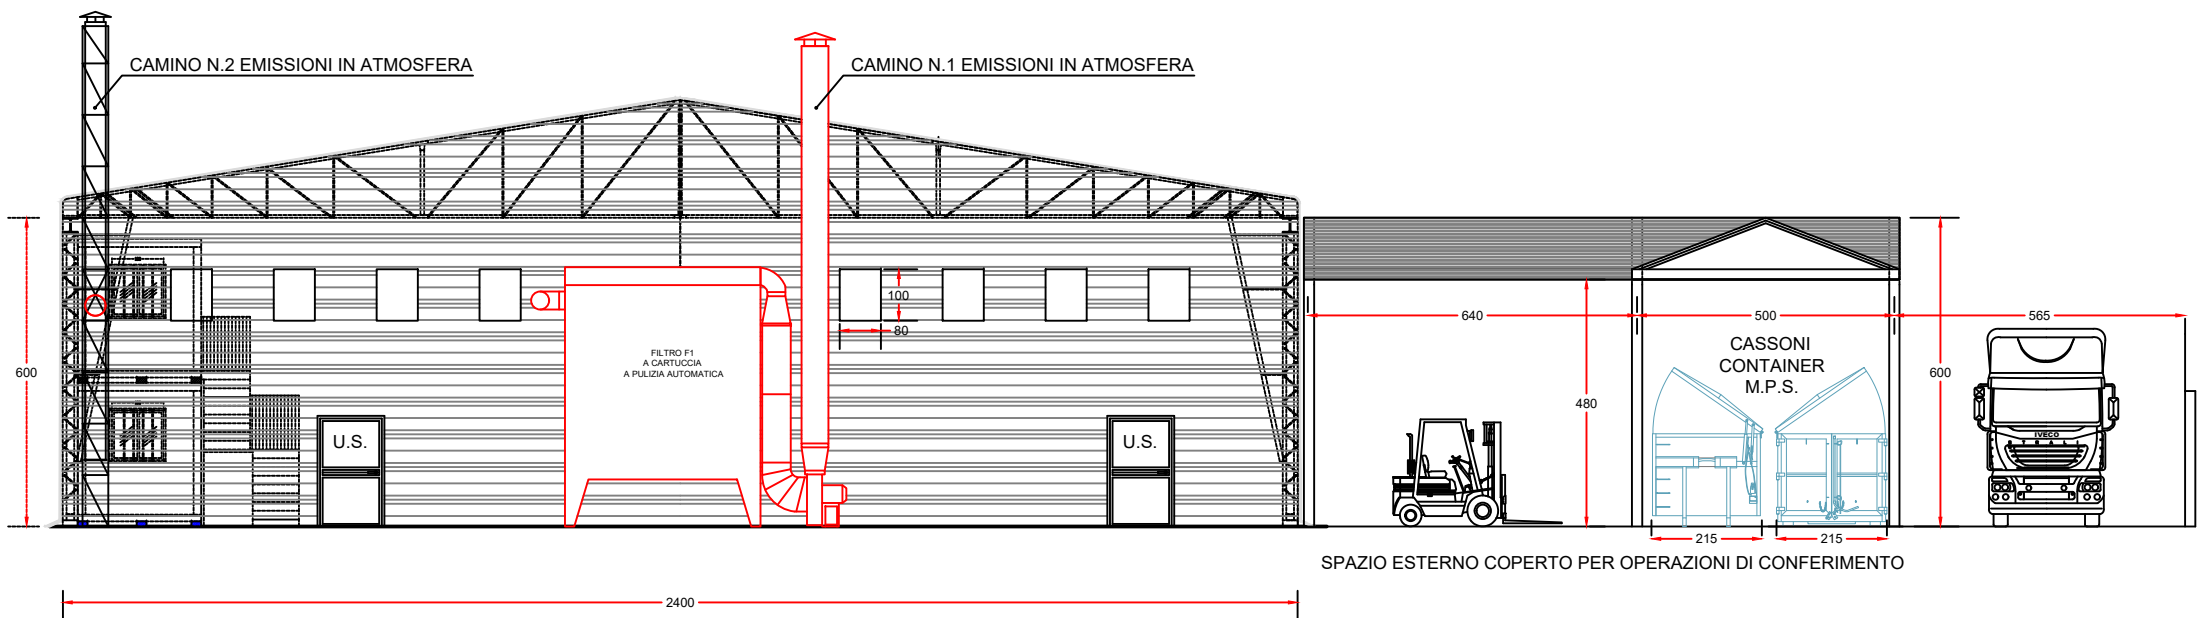 CAMINO N.2 EMISSIONI IN ATMOSFERA
CAMINO N.1 EMISSIONI IN ATMOSFERA
100
80
640
500
565
FILTRO F1
A CARTUCCIA
A PULIZIA AUTOMATICA
CASSONI
CONTAINER
M.P.S.
600
600
480
U.S.
U.S.
IVECO
STRALIS
215
215
SPAZIO ESTERNO COPERTO PER OPERAZIONI DI CONFERIMENTO
2400